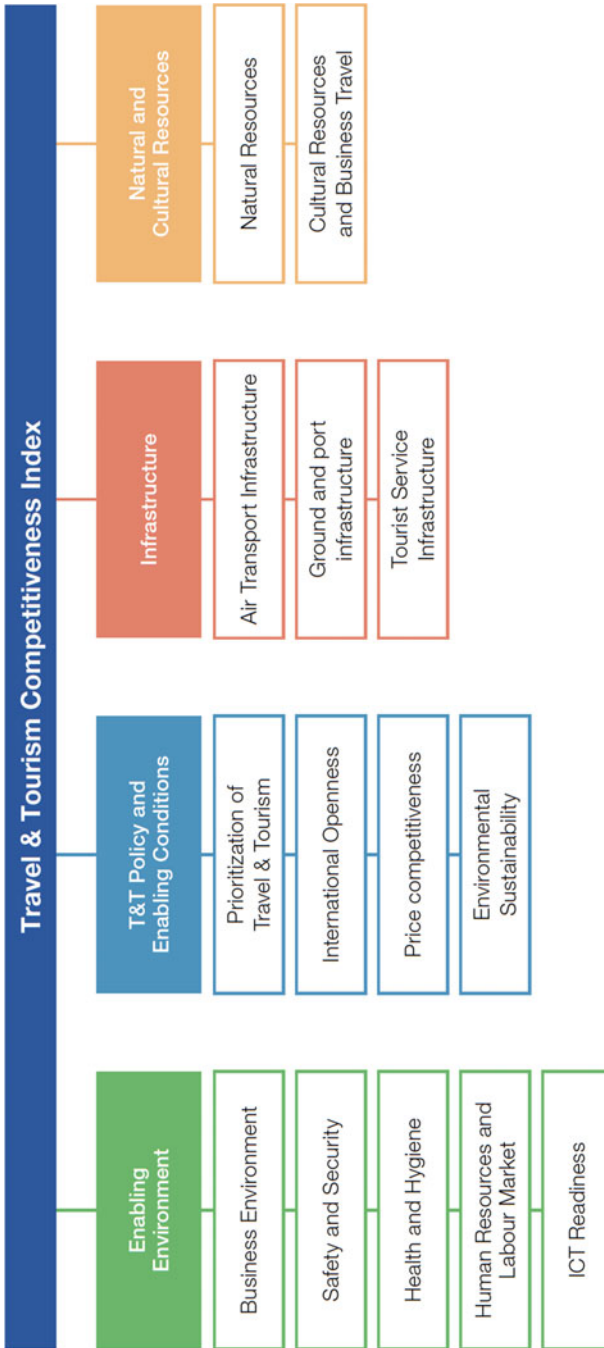 Travel & Tourism Competitiveness Index
Enabling
Environment
Business Environment
Safety and Security
Health and Hygiene
Human Resources and
Labour Market
ICT Readiness
T&T Policy and
Enabling Conditions
Prioritization of
Travel & Tourism
International Openness
Price competitiveness
Environmental
Sustainability
Infrastructure
Air Transport Infrastructure
Ground and port
infrastructure
Tourist Service
Infrastructure
Natural and
Cultural Resources
Natural Resources
Cultural Resources
and Business Travel